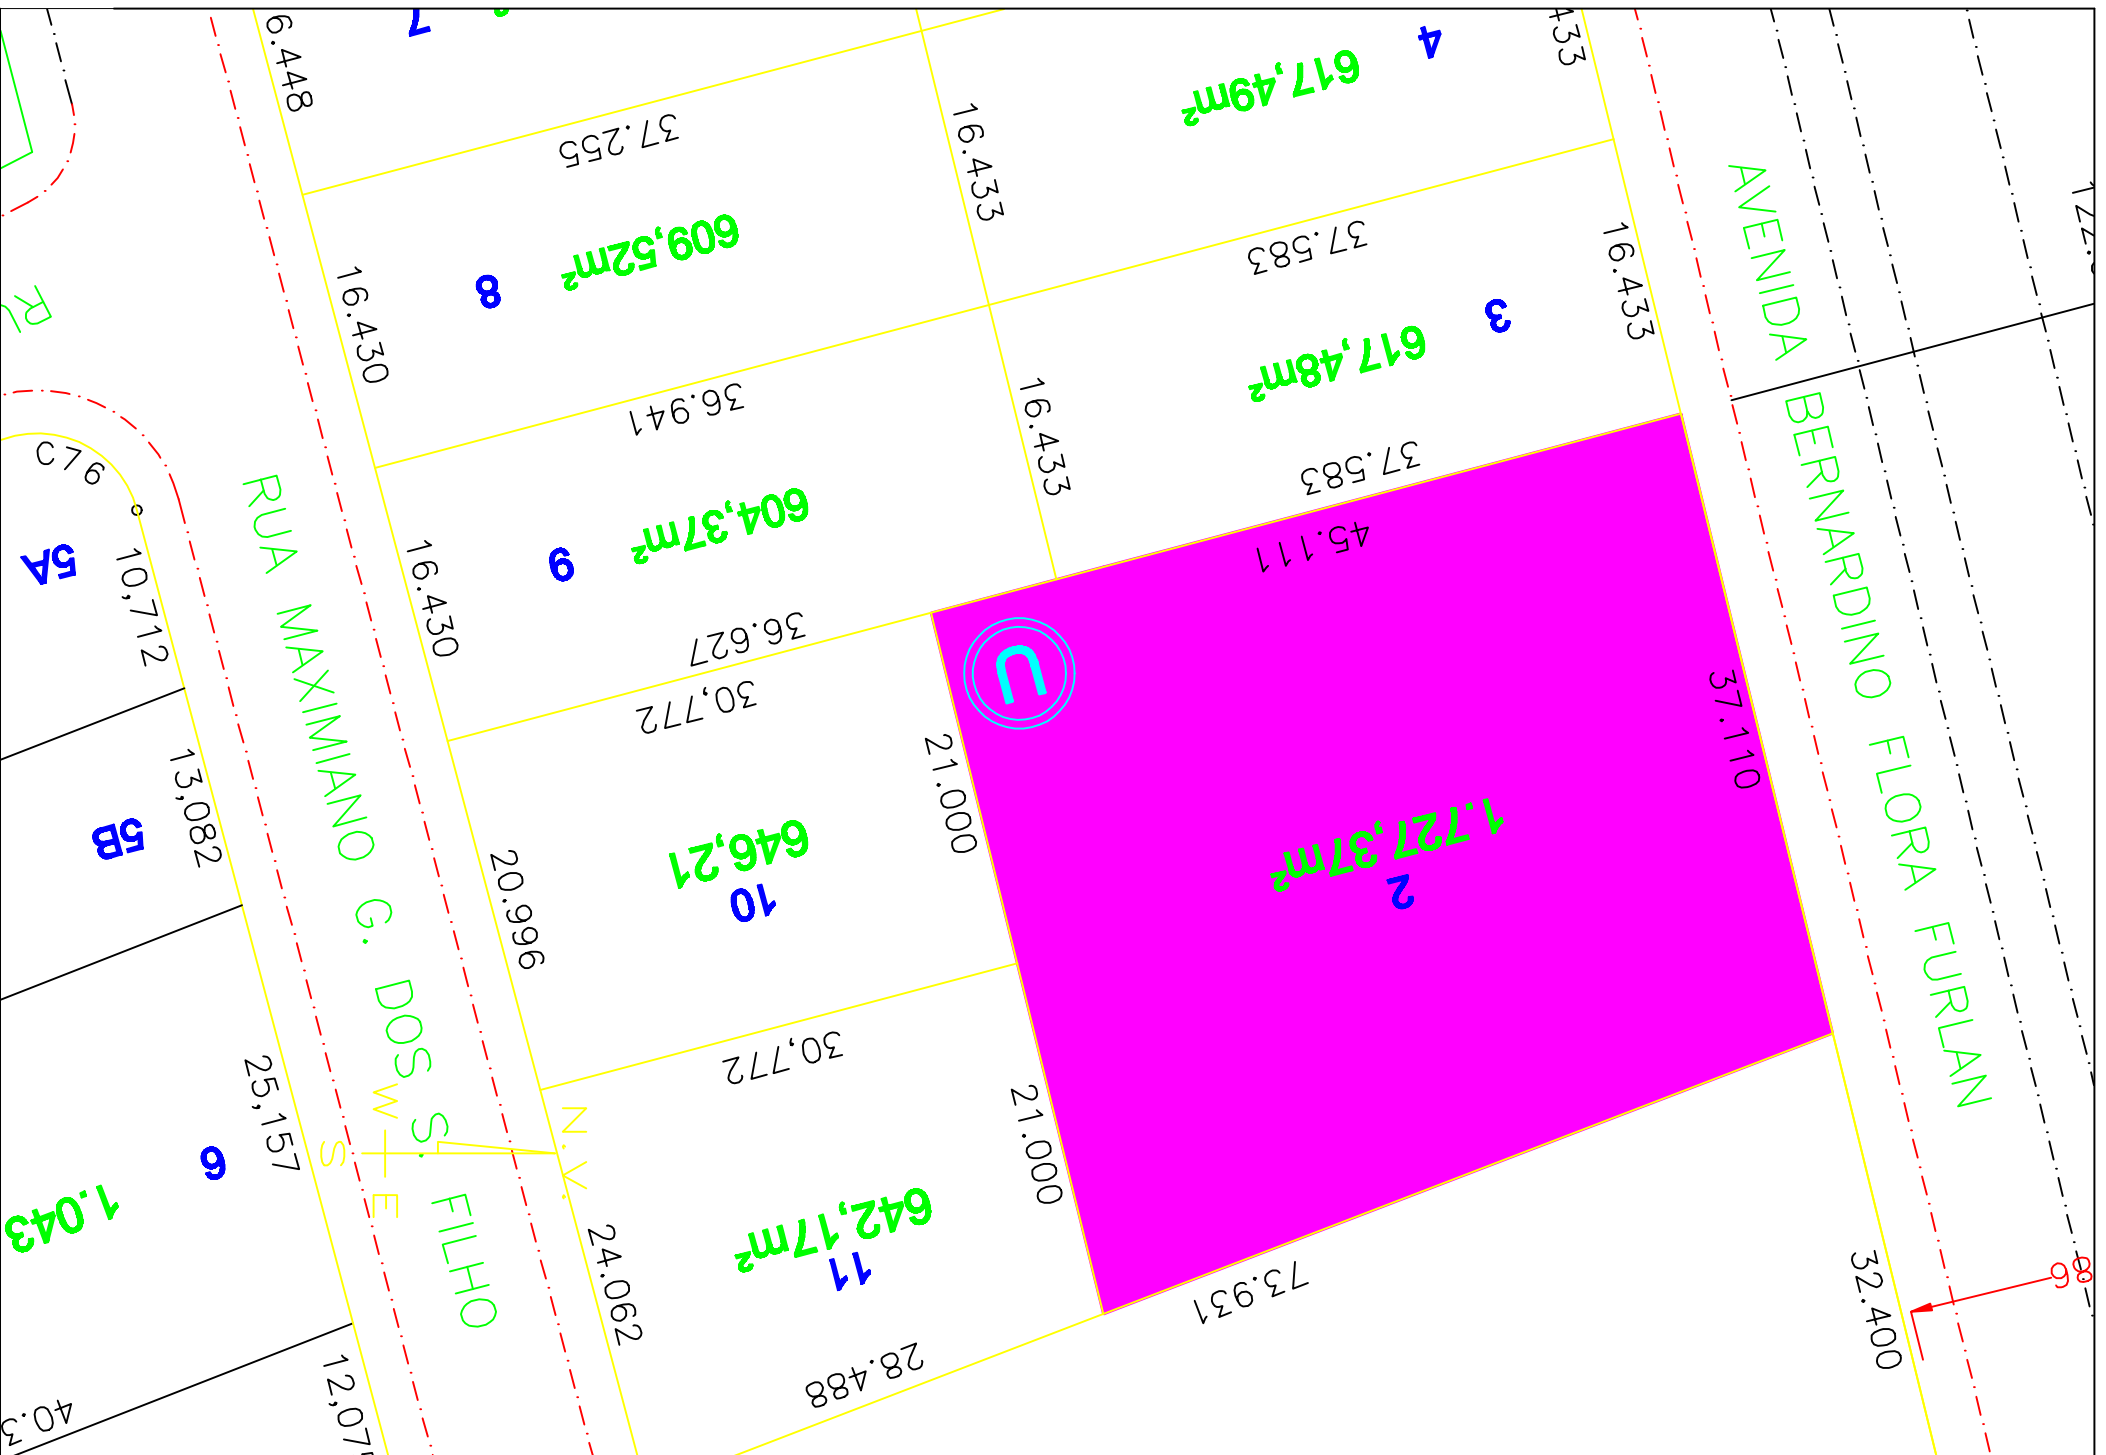 7
6.448
37.255
16.433
617,49m²
4
433
609,52m²
8
16.430
36.941
37.583
3
617,48m²
16.433
16.433
AVENIDA BERNARDINO FLORA FURLAN
C76
5A
10,712
RUA MAXIMIANO G. DOS S. FILHO
604,37m²
9
16.430
36.627
37.583
45.111
30,772
U
21.000
37.110
1.727,37m²
2
5B
13,082
646,21
10
20.996
30,772
21.000
25,157
6
1.043
W
S
E
N.V.
642,17m²
11
24.062
28.488
73.931
32.400
98
12,07
40.3